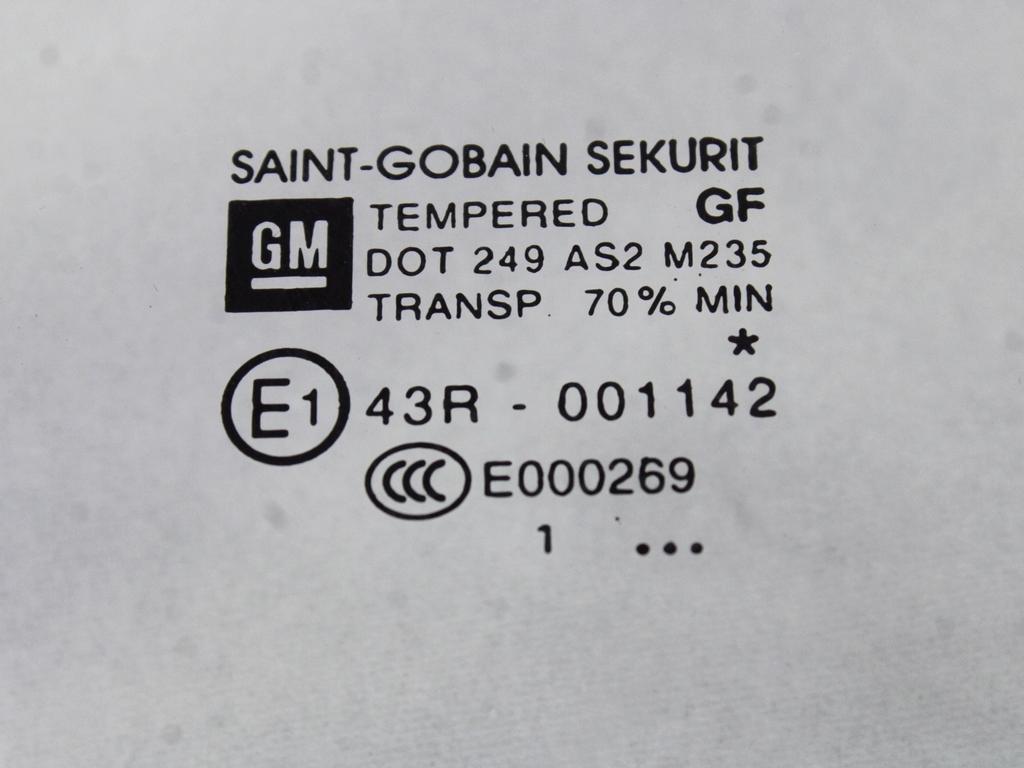 SAINT-GOBAIN SEKURIT
GM TEMPERED GF
DOT 249 AS2 M235
TRANSP. 70% MIN
*
E1 43R - 001142
CCC E000269
1 ...